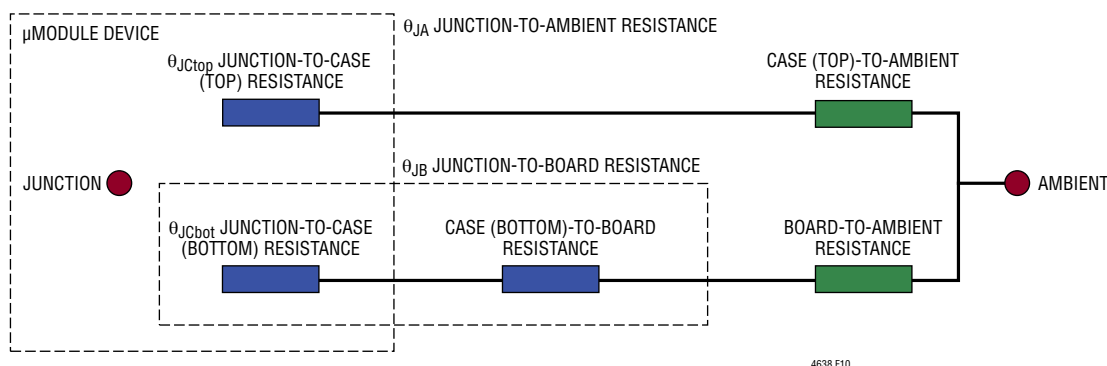 µMODULE DEVICE
θJA JUNCTION-TO-AMBIENT RESISTANCE
θJCtop JUNCTION-TO-CASE
(TOP) RESISTANCE
CASE (TOP)-TO-AMBIENT
RESISTANCE
θJB JUNCTION-TO-BOARD RESISTANCE
JUNCTION
AMBIENT
θJCbot JUNCTION-TO-CASE
(BOTTOM) RESISTANCE
CASE (BOTTOM)-TO-BOARD
RESISTANCE
BOARD-TO-AMBIENT
RESISTANCE
4638 F10